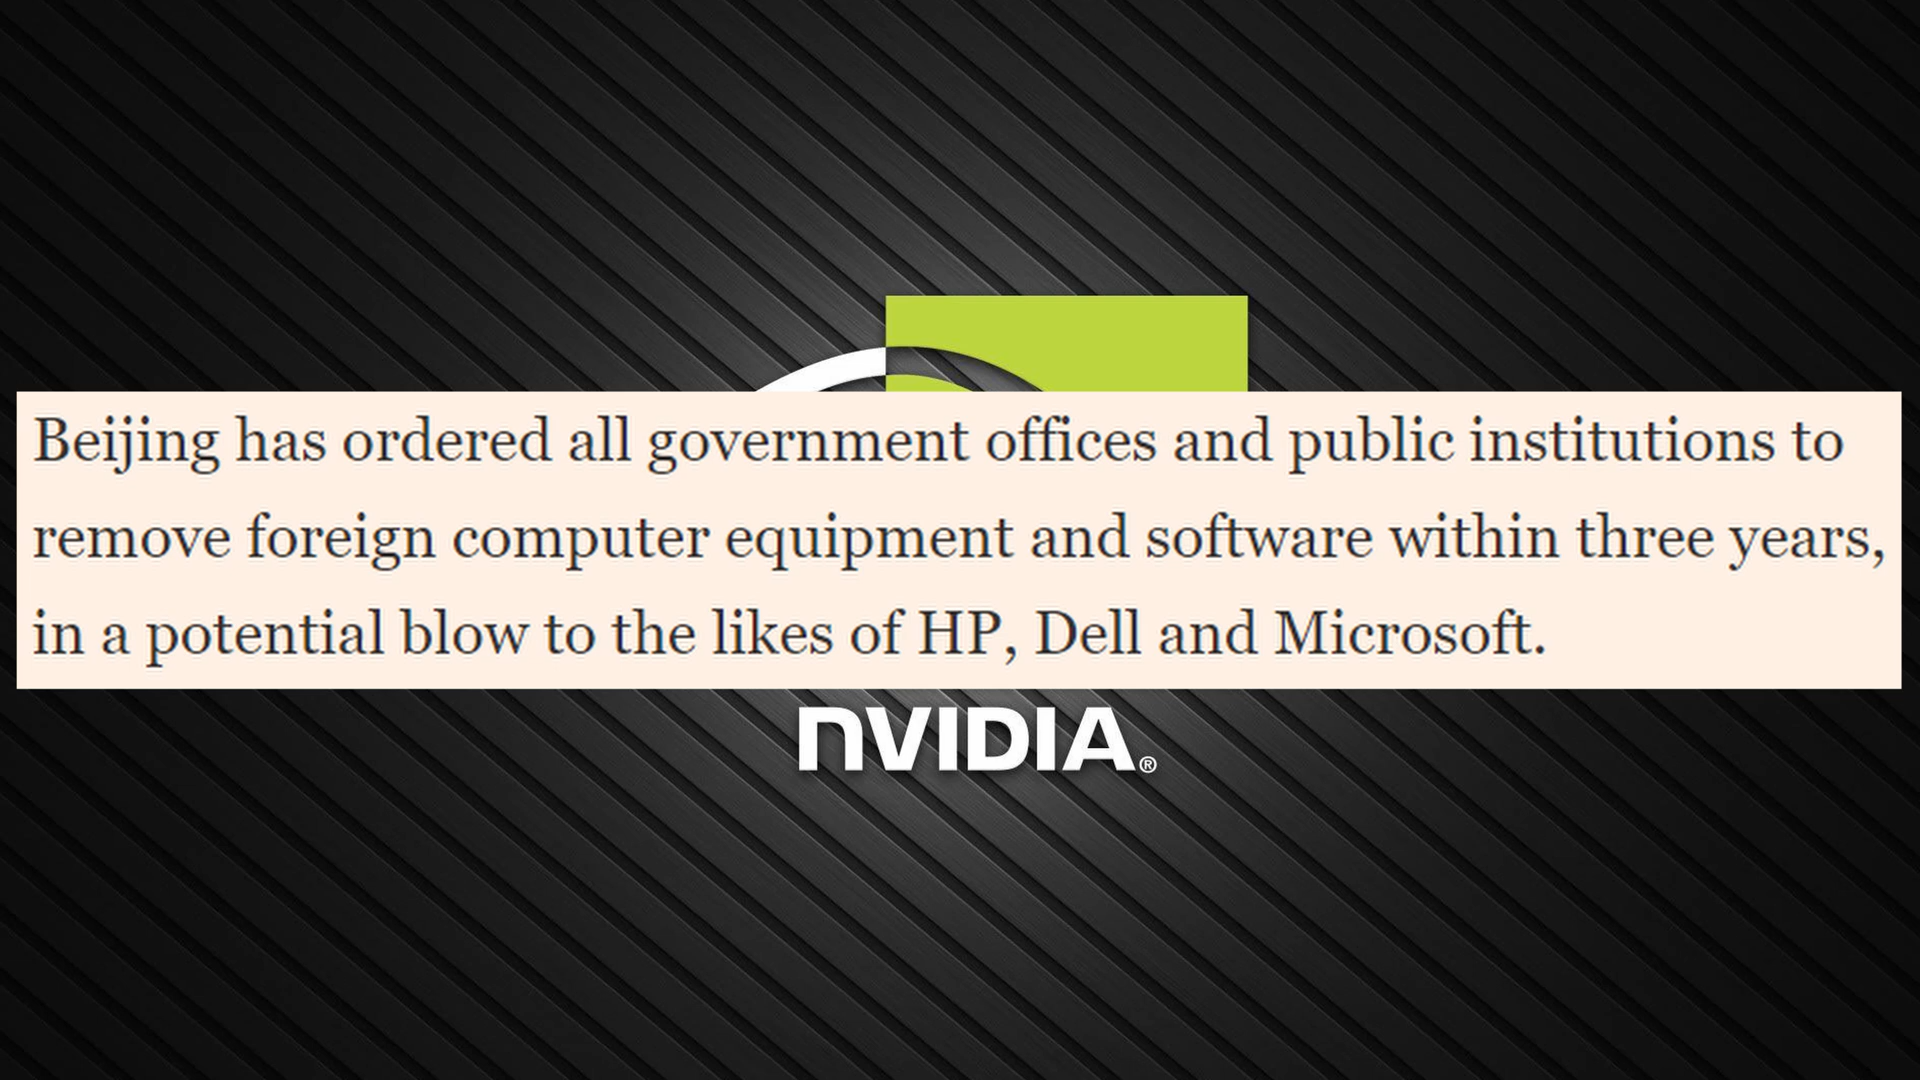 Beijing has ordered all government offices and public institutions to
remove foreign computer equipment and software within three years,
in a potential blow to the likes of HP, Dell and Microsoft.
NVIDIA®